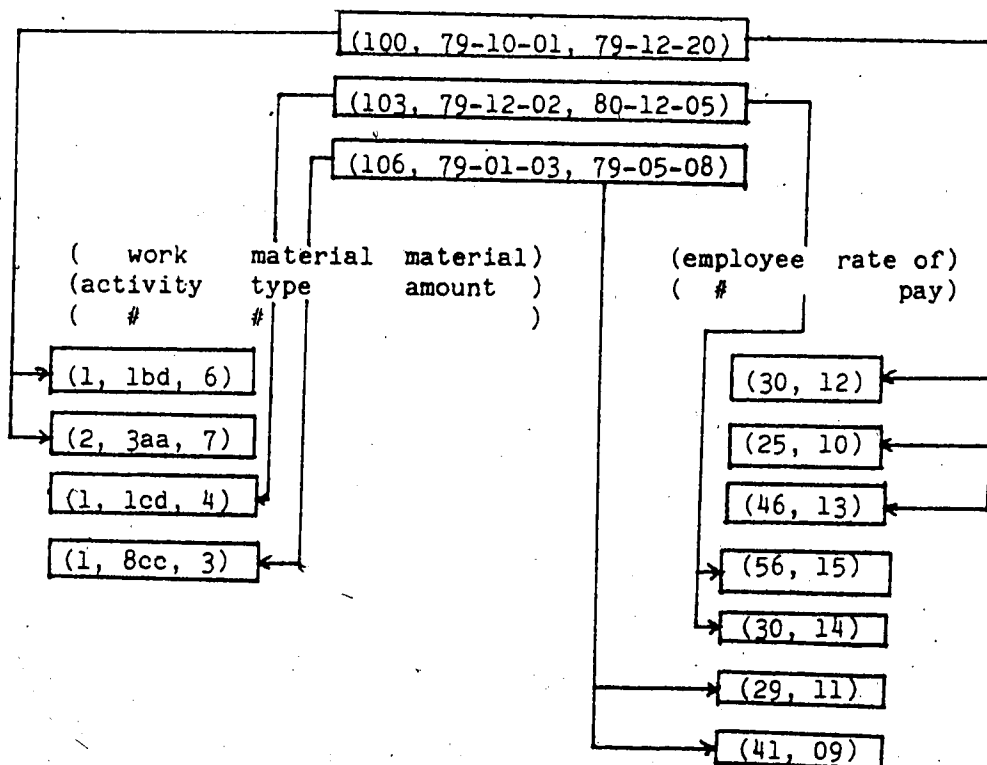 (100, 79-10-01, 79-12-20)
(103, 79-12-02, 80-12-05)
(106, 79-01-03, 79-05-08)
( work material material)
(activity type amount )
( # # )
(employee rate of)
( # pay)
(1, 1bd, 6)
(2, 3aa, 7)
(1, 1cd, 4)
(1, 8cc, 3)
(30, 12)
(25, 10)
(46, 13)
(56, 15)
(30, 14)
(29, 11)
(41, 09)